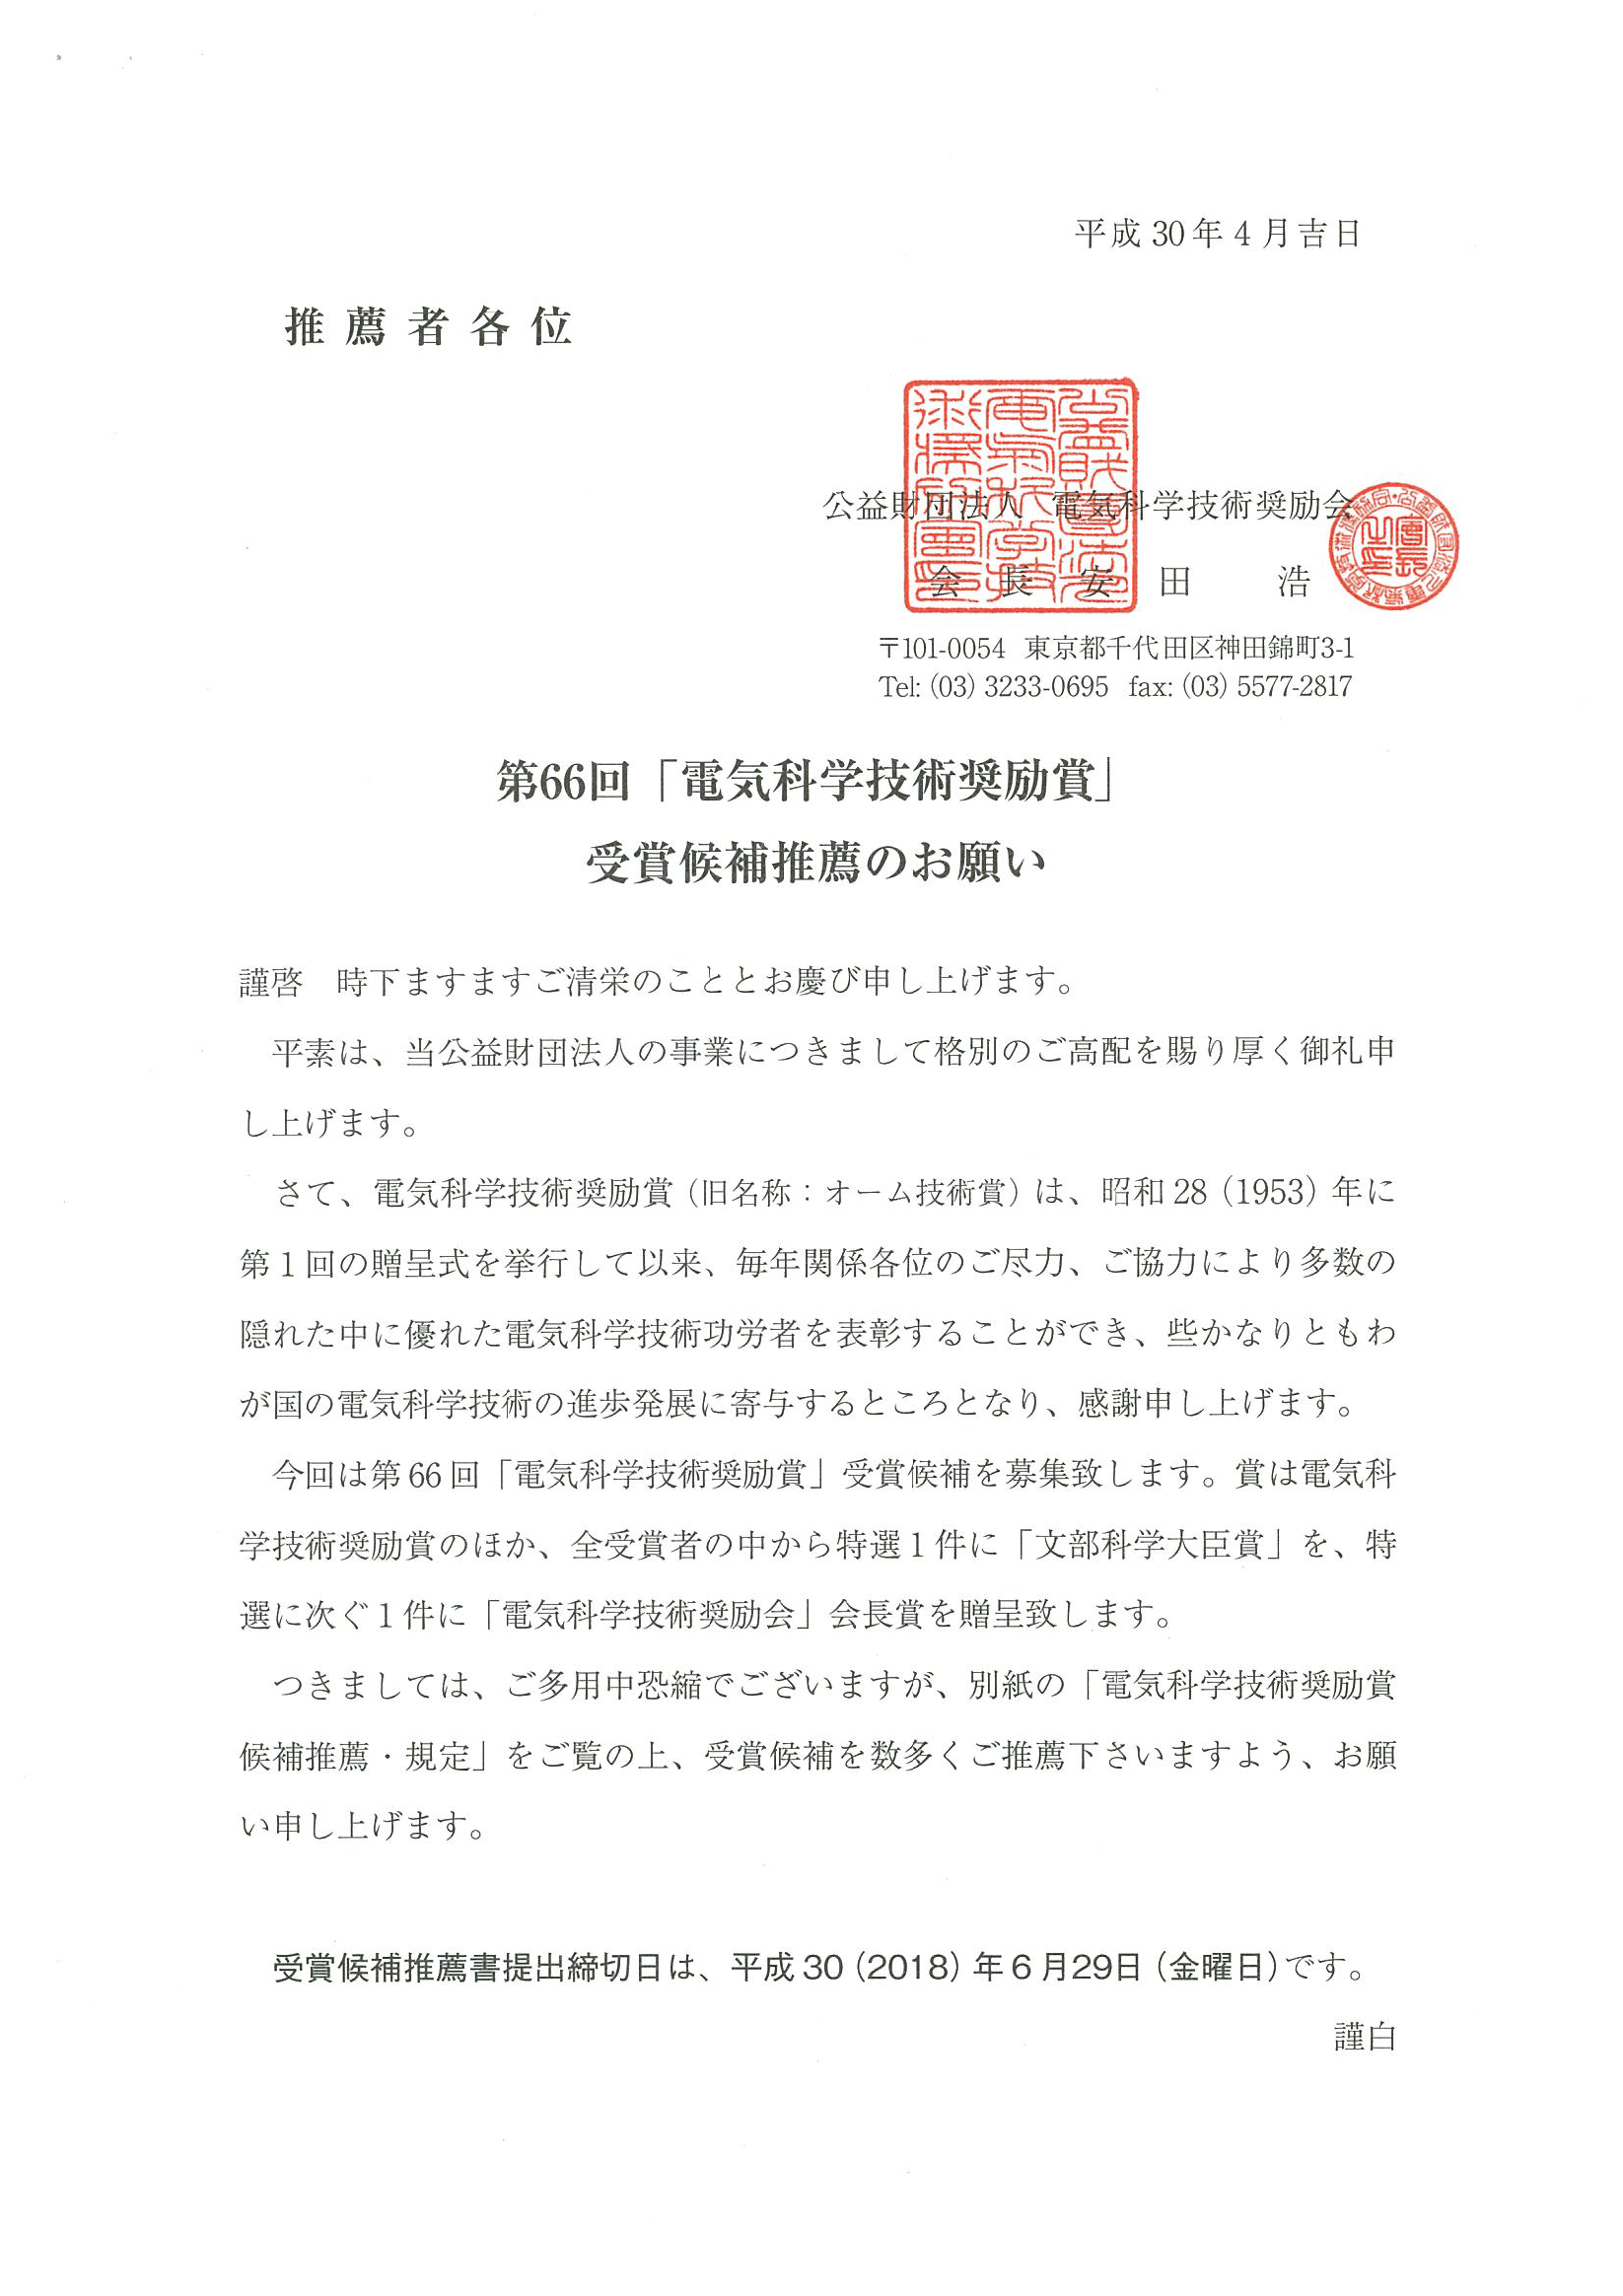 平成30年4月吉日
推薦者各位
公益財団法人　電気科学技術奨励会
会　長　安　田　　浩
〒101-0054 東京都千代田区神田錦町3-1
Tel: (03) 3233-0695 fax: (03) 5577-2817
第66回「電気科学技術奨励賞」
受賞候補推薦のお願い
謹啓　時下ますますご清栄のこととお慶び申し上げます。
　平素は、当公益財団法人の事業につきまして格別のご高配を賜り厚く御礼申
し上げます。
　さて、電気科学技術奨励賞（旧名称：オーム技術賞）は、昭和28（1953）年に
第1回の贈呈式を挙行して以来、毎年関係各位のご尽力、ご協力により多数の
隠れた中に優れた電気科学技術功労者を表彰することができ、些かなりともわ
が国の電気科学技術の進歩発展に寄与するところとなり、感謝申し上げます。
　今回は第66回「電気科学技術奨励賞」受賞候補を募集致します。賞は電気科
学技術奨励賞のほか、全受賞者の中から特選1件に「文部科学大臣賞」を、特
選に次ぐ1件に「電気科学技術奨励会」会長賞を贈呈致します。
　つきましては、ご多用中恐縮でございますが、別紙の「電気科学技術奨励賞
候補推薦・規定」をご覧の上、受賞候補を数多くご推薦下さいますよう、お願
い申し上げます。
　受賞候補推薦書提出締切日は、平成30（2018）年6月29日（金曜日）です。
謹白